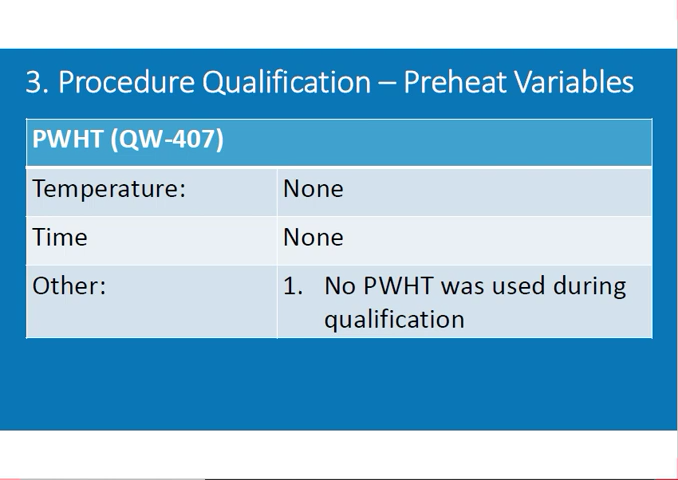 3. Procedure Qualification – Preheat Variables
PWHT (QW-407)
Temperature: None
Time None
Other: 1. No PWHT was used during
qualification